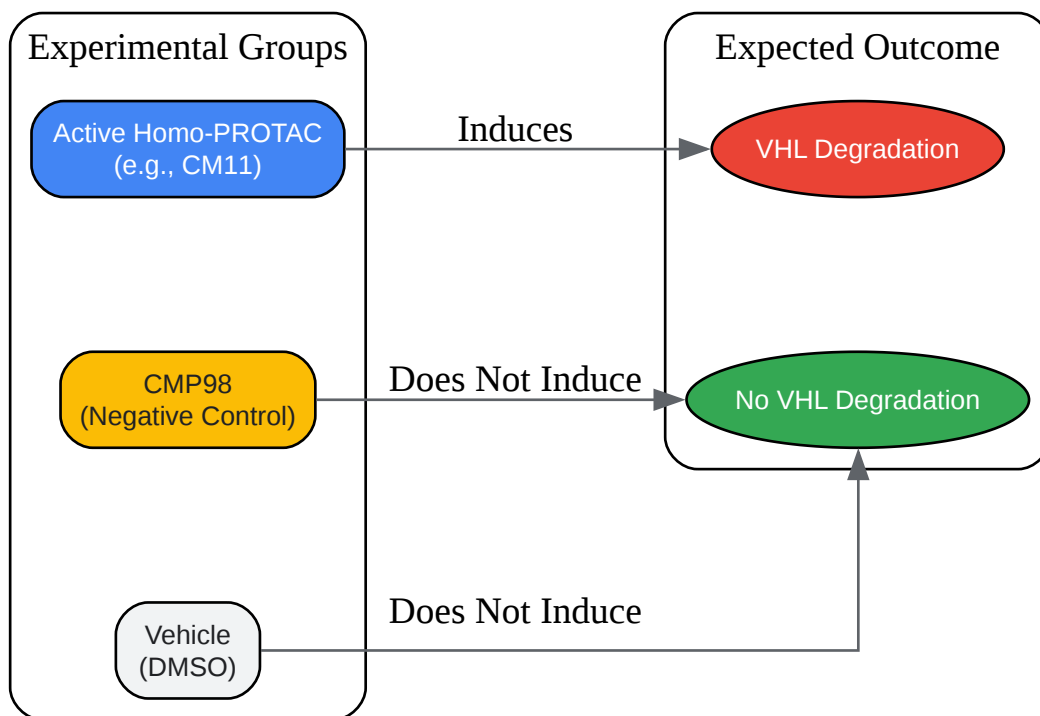 Experimental Groups
Expected Outcome
Active Homo-PROTAC
(e.g., CM11)
Induces
VHL Degradation
CMP98
(Negative Control)
Does Not Induce
No VHL Degradation
Vehicle
(DMSO)
Does Not Induce